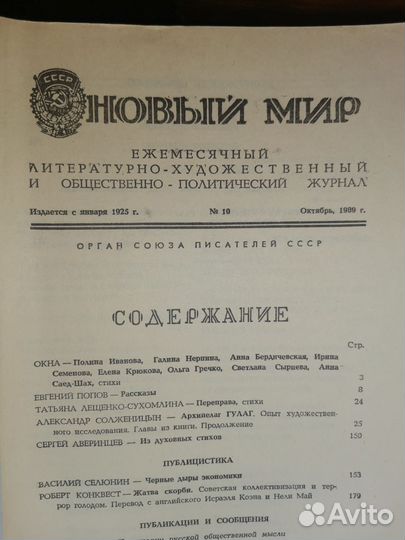 СССР
НОВЫЙ МИР
ЕЖЕМЕСЯЧНЫЙ
ЛИТЕРАТУРНО-ХУДОЖЕСТВЕННЫЙ
И ОБЩЕСТВЕННО-ПОЛИТИЧЕСКИЙ ЖУРНАЛ
Издается с января 1925 г. № 10 Октябрь, 1989 г.
ОРГАН СОЮЗА ПИСАТЕЛЕЙ СССР
СОДЕРЖАНИЕ
Стр.
ОКНА — Полина Иванова, Галина Нерпина, Анна Бердичевская, Ирина
Семенова, Елена Крюкова, Ольга Гречко, Светлана Сырнева, Анна
Саед-Шах, стихи 3
ЕВГЕНИЙ ПОПОВ — Рассказы 8
ТАТЬЯНА ЛЕЩЕНКО-СУХОМЛИНА — Переправа, стихи 24
АЛЕКСАНДР СОЛЖЕНИЦЫН — Архипелаг ГУЛАГ. Опыт художествен-
ного исследования. Главы из книги. Продолжение 25
СЕРГЕЙ АВЕРИНЦЕВ — Из духовных стихов 150
ПУБЛИЦИСТИКА
ВАСИЛИЙ СЕЛЮНИН — Черные дыры экономики 153
РОБЕРТ КОНКВЕСТ — Жатва скорби. Советская коллективизация и тер-
рор голодом. Перевод с английского Исраэля Коэна и Нели Май 179
ПУБЛИКАЦИИ И СООБЩЕНИЯ
русской общественной мысли
Avito